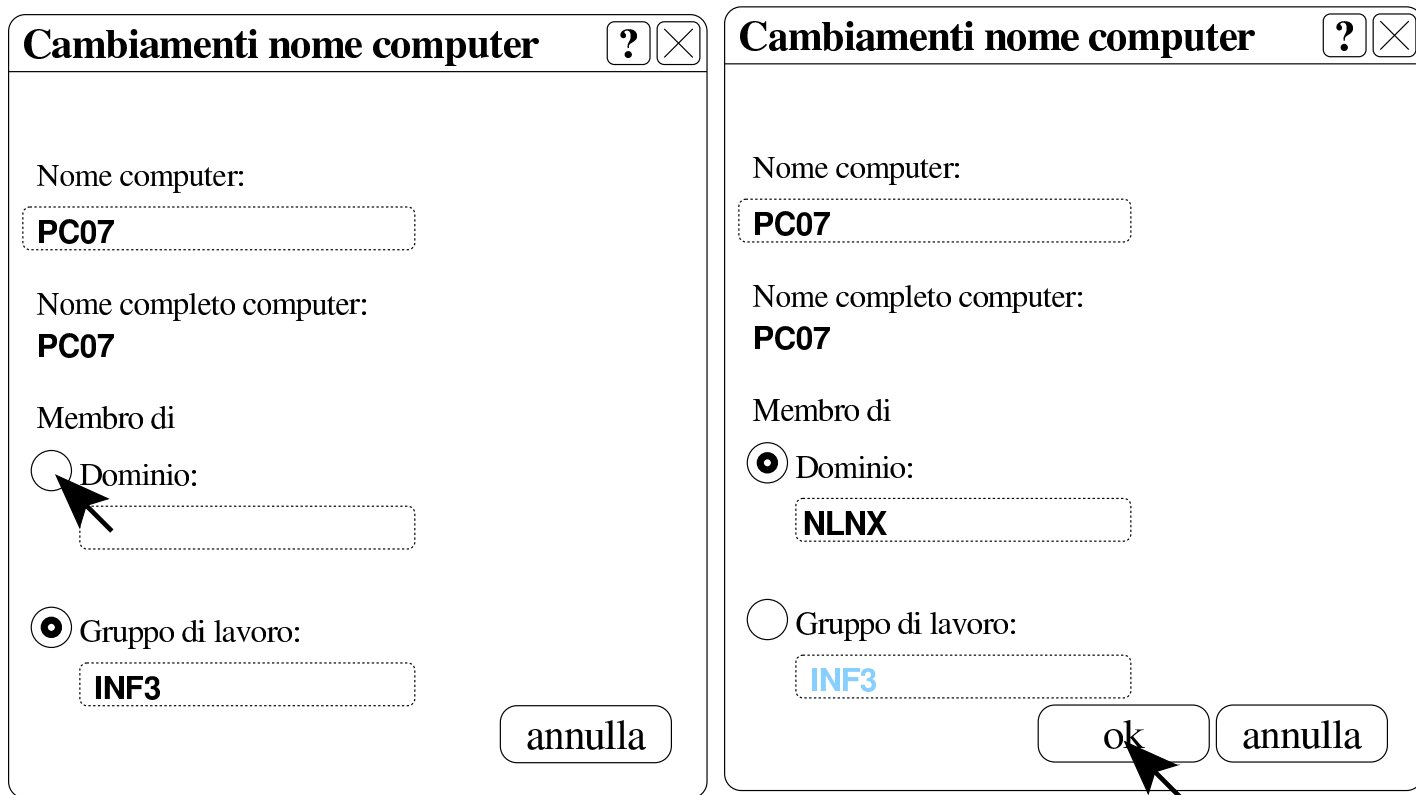 Cambiamenti nome computer ?
Nome computer:
PC07
Nome completo computer:
PC07
Membro di
Dominio:
Gruppo di lavoro:
INF3
annulla
Cambiamenti nome computer ?
Nome computer:
PC07
Nome completo computer:
PC07
Membro di
Dominio:
NLNX
Gruppo di lavoro:
INF3
ok annulla